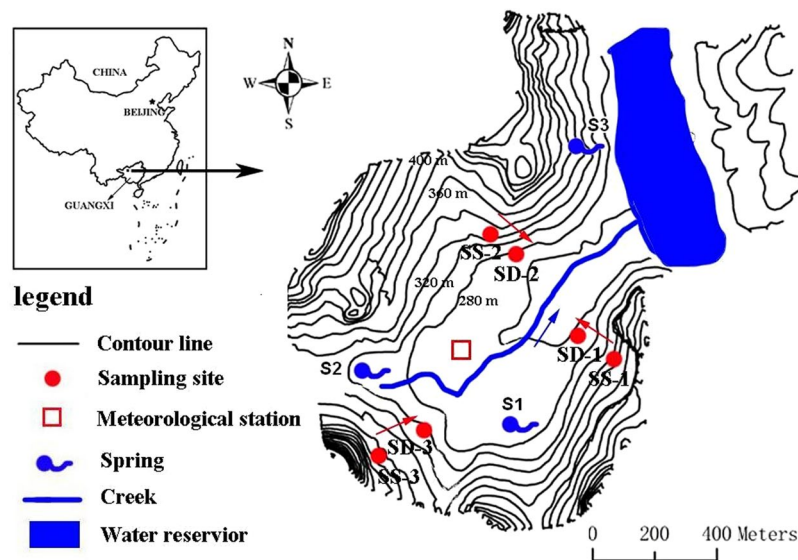 CHINA
BEIJING
GUANGXI
N
W E
S
S3
400 m
360 m
SS-2
SD-2
320 m
280 m
S2
SD-1
SS-1
S1
SD-3
SS-3
legend
Contour line
Sampling site
Meteorological station
Spring
Creek
Water reservior
0 200 400 Meters